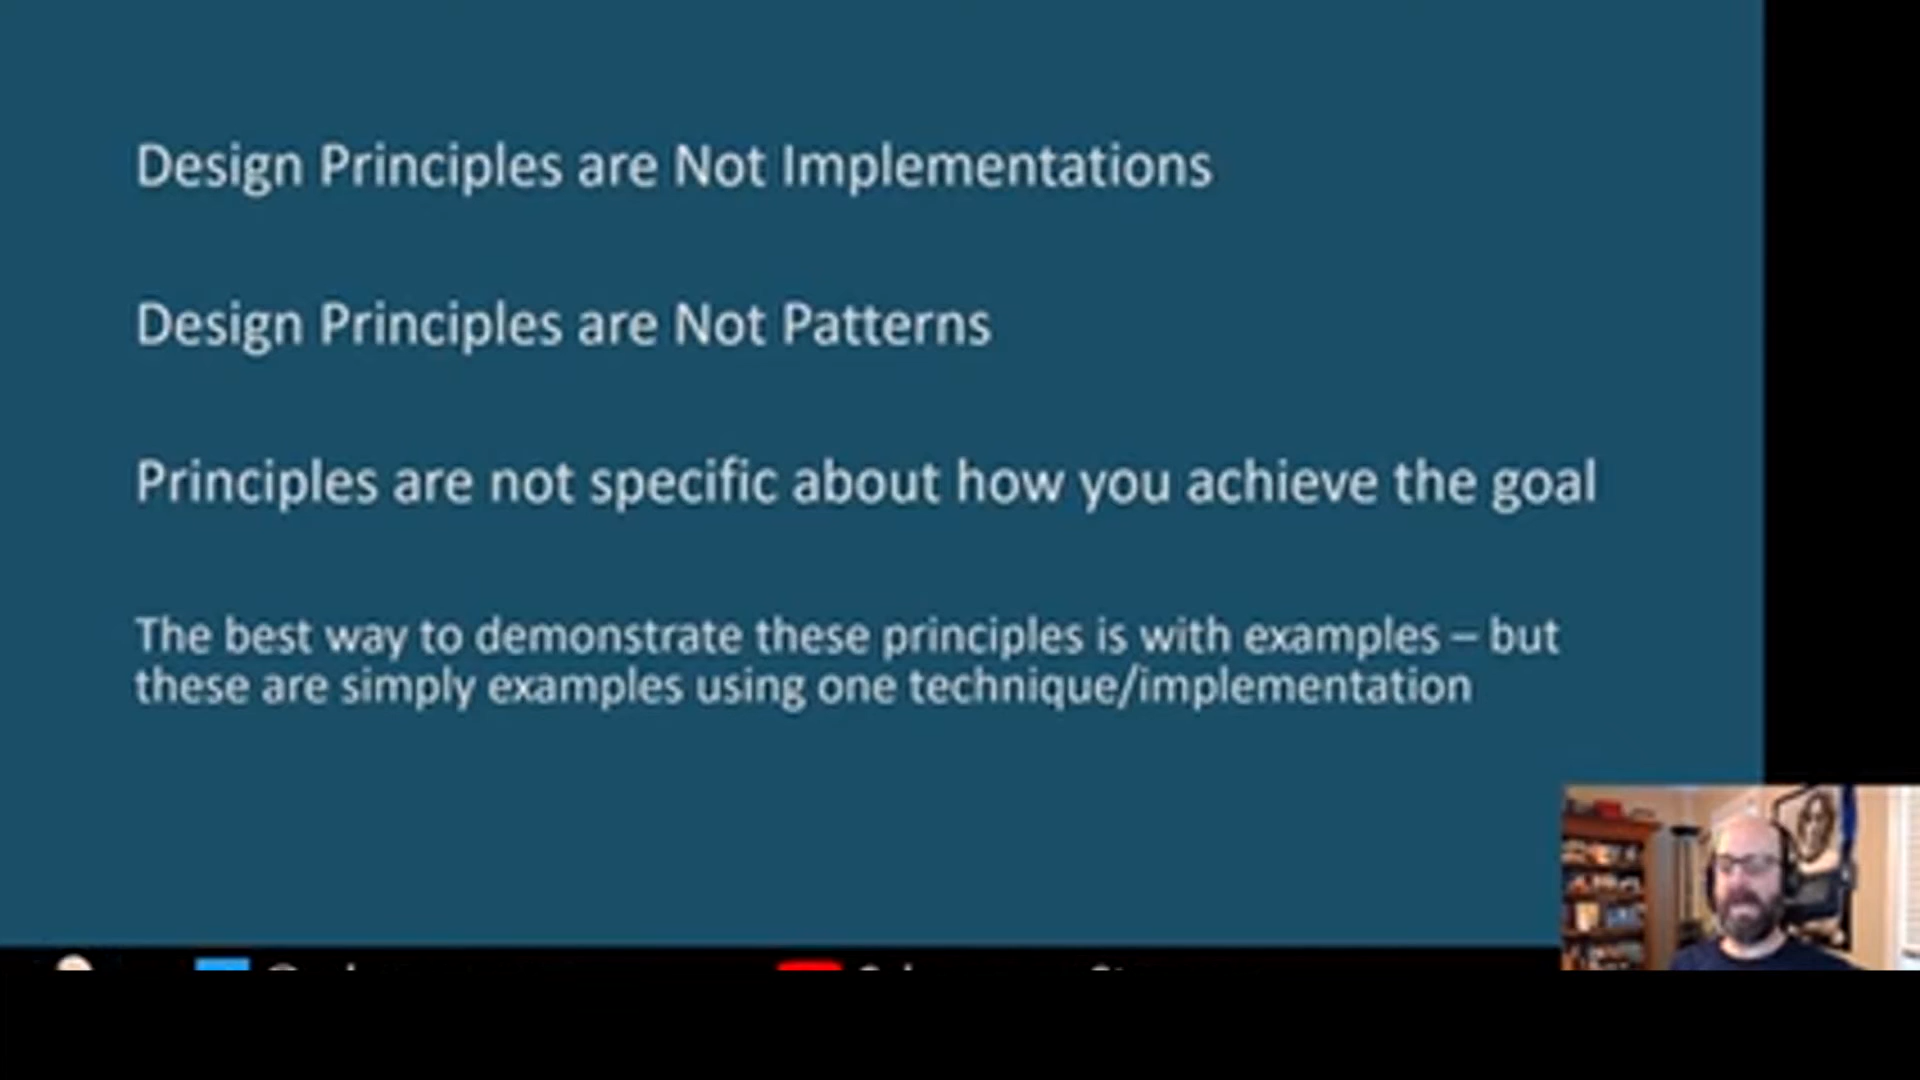 Design Principles are Not Implementations
Design Principles are Not Patterns
Principles are not specific about how you achieve the goal
The best way to demonstrate these principles is with examples – but
these are simply examples using one technique/implementation